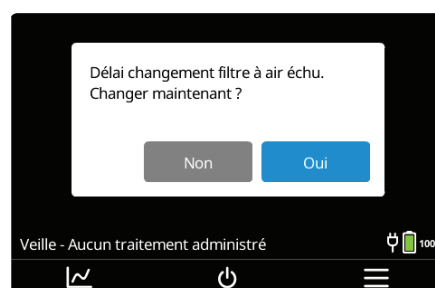 Délai changement filtre à air échu.
Changer maintenant ?
Non
Oui
Veille - Aucun traitement administré
100